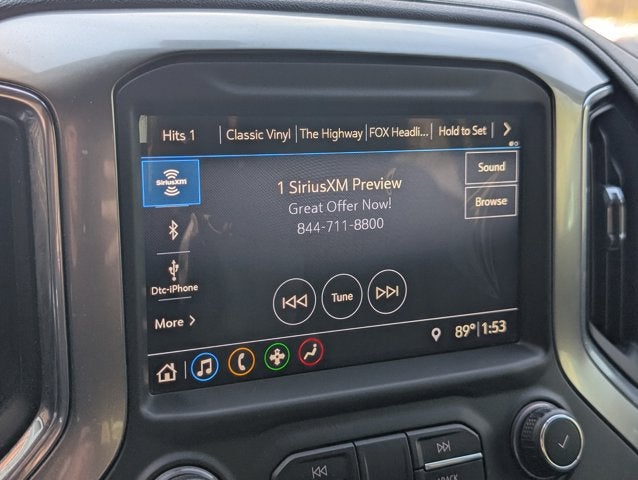 Hits 1 Classic Vinyl The Highway FOX Headli... Hold to Set
SiriusXM
1 SiriusXM Preview
Great Offer Now!
844-711-8800
Sound
Browse
Dtc-iPhone
Tune
More
89° 1:53
BACK